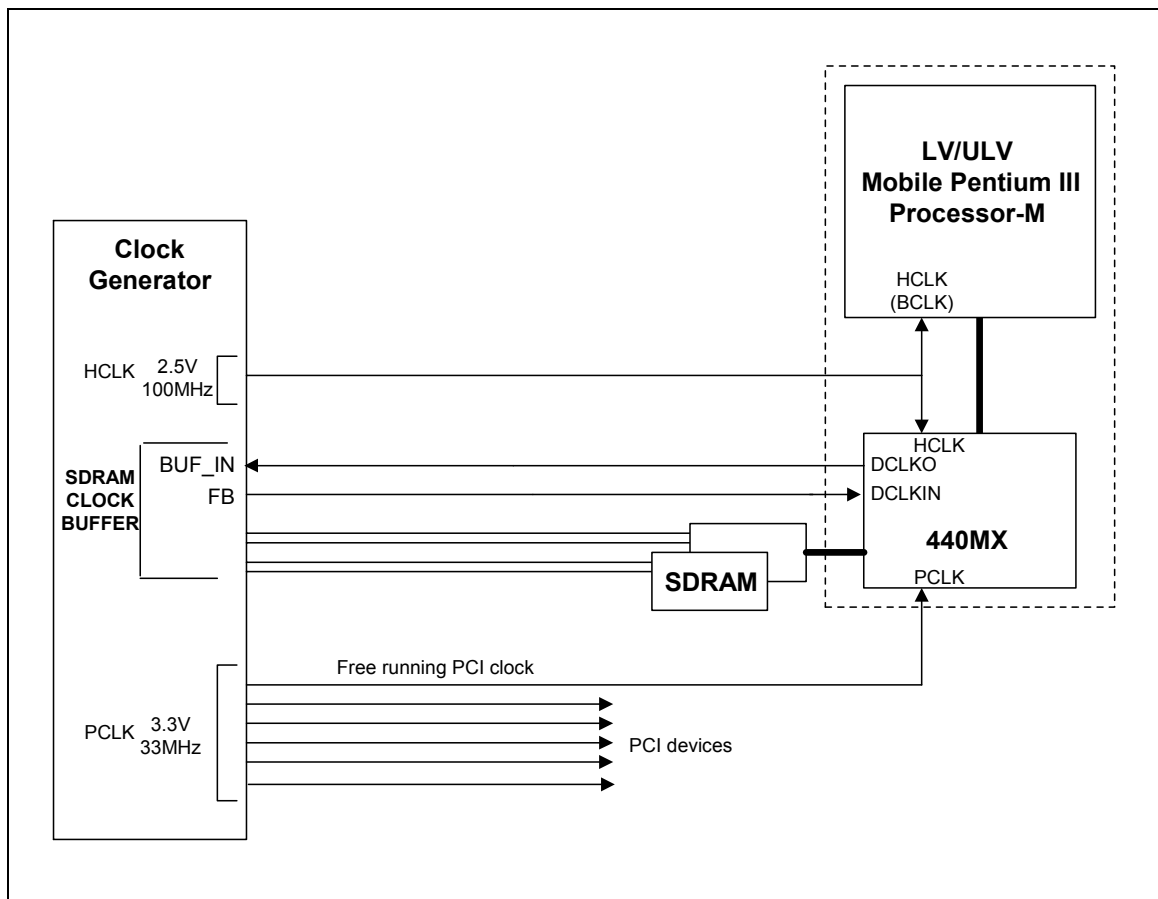 LV/ULV
Mobile Pentium III
Processor-M
HCLK
(BCLK)
Clock
Generator
HCLK
2.5V
100MHz
SDRAM
CLOCK
BUFFER
BUF_IN
FB
HCLK
DCLKO
DCLKIN
440MX
PCLK
SDRAM
Free running PCI clock
PCLK
3.3V
33MHz
PCI devices